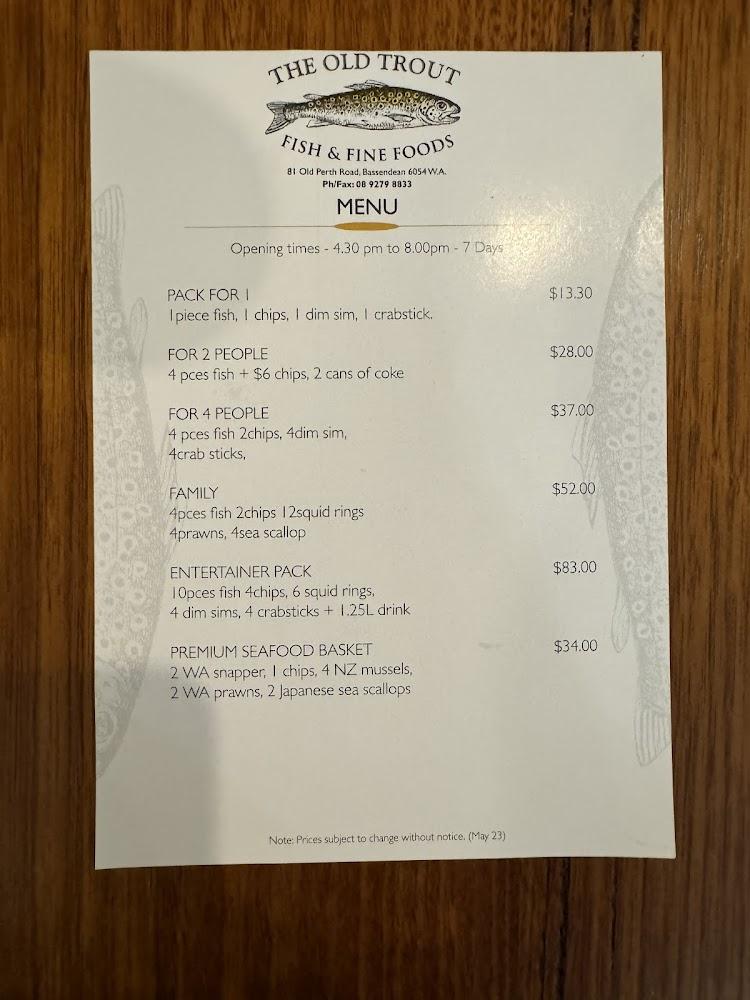 THE OLD TROUT
FISH & FINE FOODS
81 Old Perth Road, Bassendean 6054 W.A.
Ph/Fax: 08 9279 8833
MENU
Opening times - 4.30 pm to 8.00pm - 7 Days
PACK FOR 1 $13.30
1piece fish, 1 chips, 1 dim sim, 1 crabstick.
FOR 2 PEOPLE $28.00
4 pces fish + $6 chips, 2 cans of coke
FOR 4 PEOPLE $37.00
4 pces fish 2chips, 4dim sim,
4crab sticks,
FAMILY $52.00
4pces fish 2chips 12squid rings
4prawns, 4sea scallop
ENTERTAINER PACK $83.00
10pces fish 4chips, 6 squid rings,
4 dim sims, 4 crabsticks + 1.25L drink
PREMIUM SEAFOOD BASKET $34.00
2 WA snapper, 1 chips, 4 NZ mussels,
2 WA prawns, 2 Japanese sea scallops
Note: Prices subject to change without notice. (May 23)